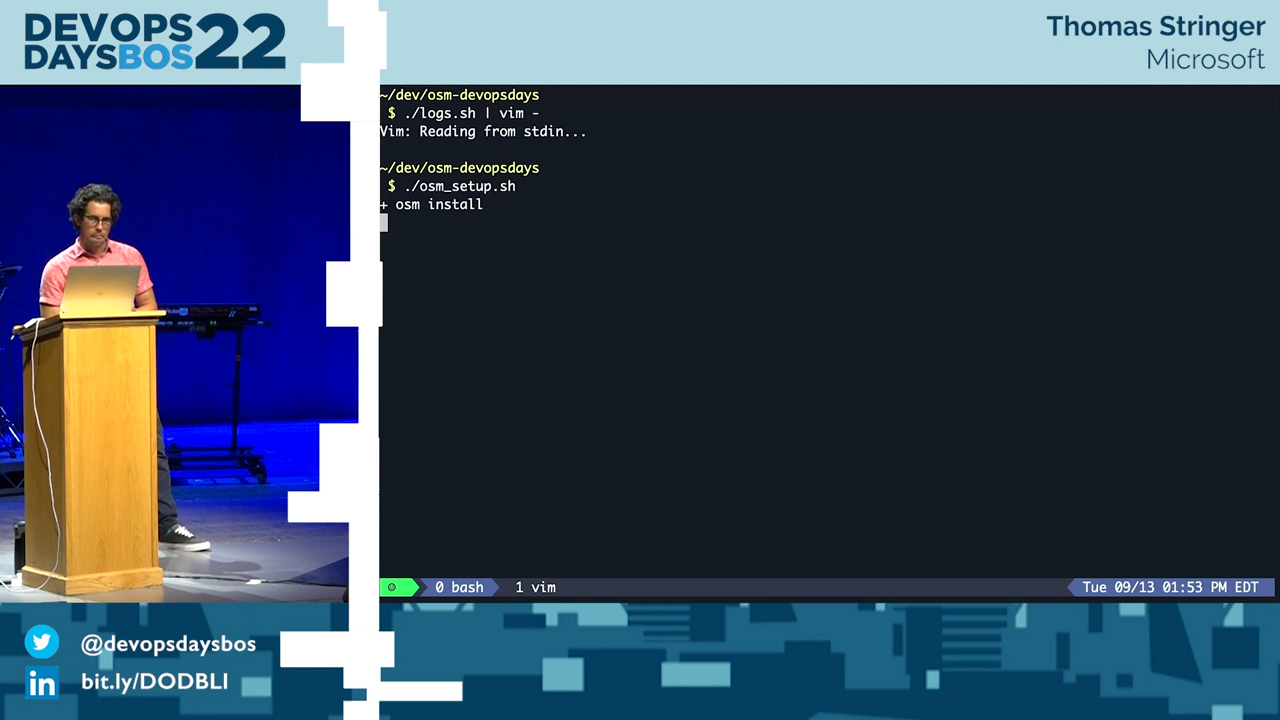 DEVOPS
DAYSBOS22
Thomas Stringer
Microsoft
~/dev/osm-devopsdays
$ ./logs.sh | vim -
Vim: Reading from stdin...
~/dev/osm-devopsdays
$ ./osm_setup.sh
+ osm install
0 bash 1 vim Tue 09/13 01:53 PM EDT
@devopsdaysbos
in bit.ly/DODBLI